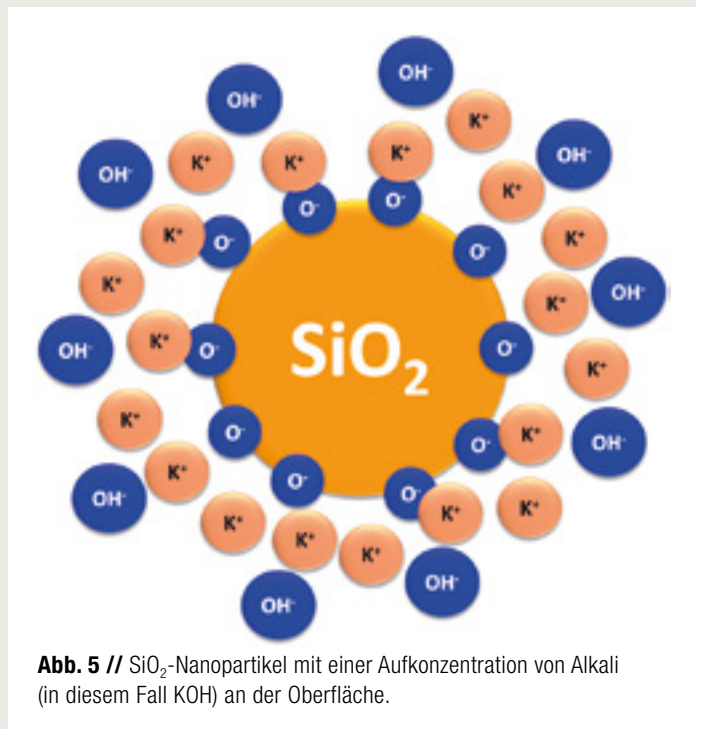 OH⁻
OH⁻
K⁺
OH⁻
K⁺
OH⁻
K⁺
K⁺
K⁺
O⁻
O⁻
K⁺
K⁺
O⁻
O⁻
K⁺
K⁺
OH⁻
OH⁻
K⁺
O⁻
SiO₂
O⁻
K⁺
K⁺
O⁻
O⁻
K⁺
OH⁻
K⁺
O⁻
O⁻
OH⁻
K⁺
K⁺
K⁺
K⁺
K⁺
OH⁻
OH⁻
Abb. 5 // SiO₂-Nanopartikel mit einer Aufkonzentration von Alkali
(in diesem Fall KOH) an der Oberfläche.